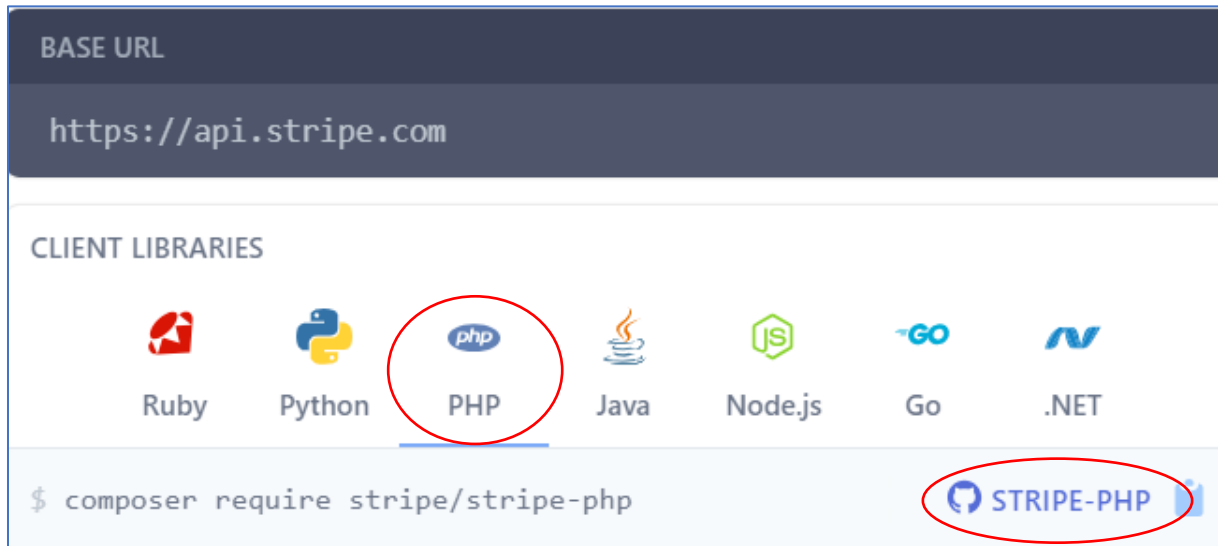 BASE URL
https://api.stripe.com
CLIENT LIBRARIES
php JS GO
Ruby Python PHP Java Node.js Go .NET
$ composer require stripe/stripe-php STRIPE-PHP